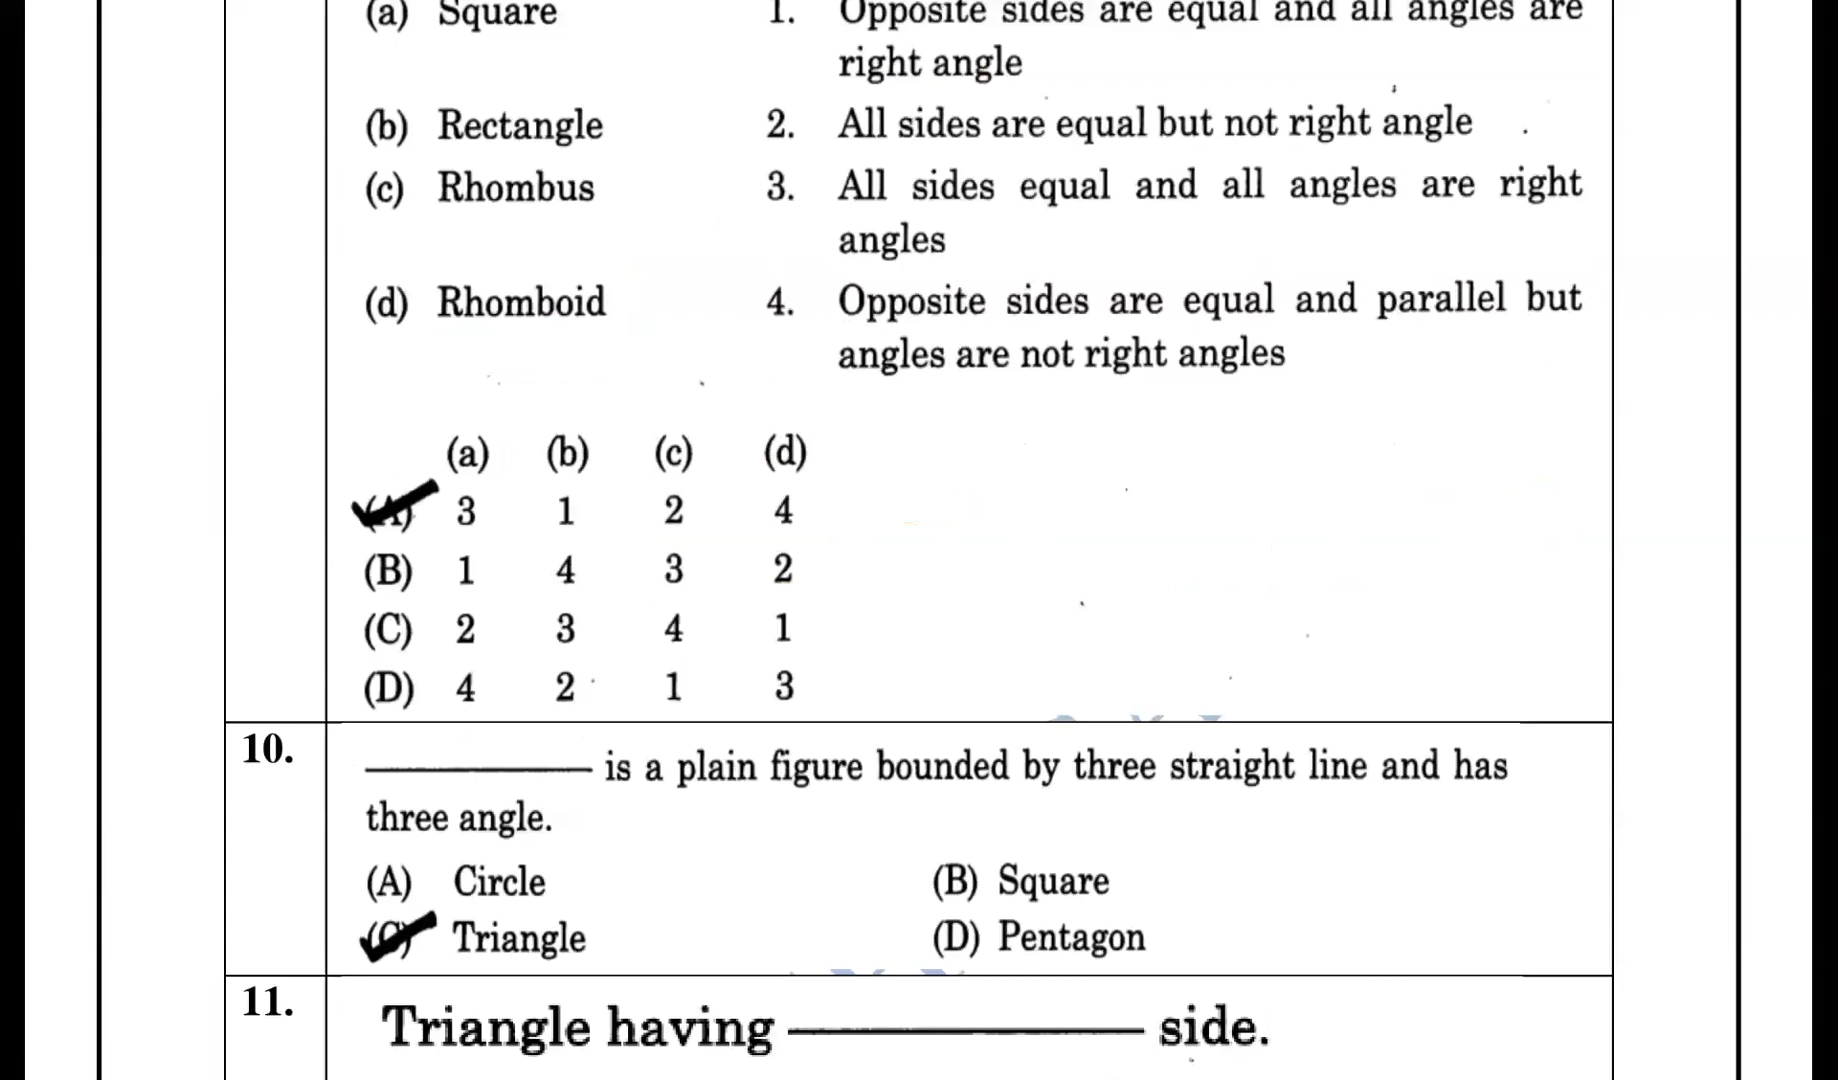 (a) Square 1. Opposite sides are equal and all angles are
right angle
(b) Rectangle 2. All sides are equal but not right angle
(c) Rhombus 3. All sides equal and all angles are right
angles
(d) Rhomboid 4. Opposite sides are equal and parallel but
angles are not right angles
(a) (b) (c) (d)
(A) 3 1 2 4
(B) 1 4 3 2
(C) 2 3 4 1
(D) 4 2 1 3
10. is a plain figure bounded by three straight line and has
three angle.
(A) Circle (B) Square
(C) Triangle (D) Pentagon
11. Triangle having side.